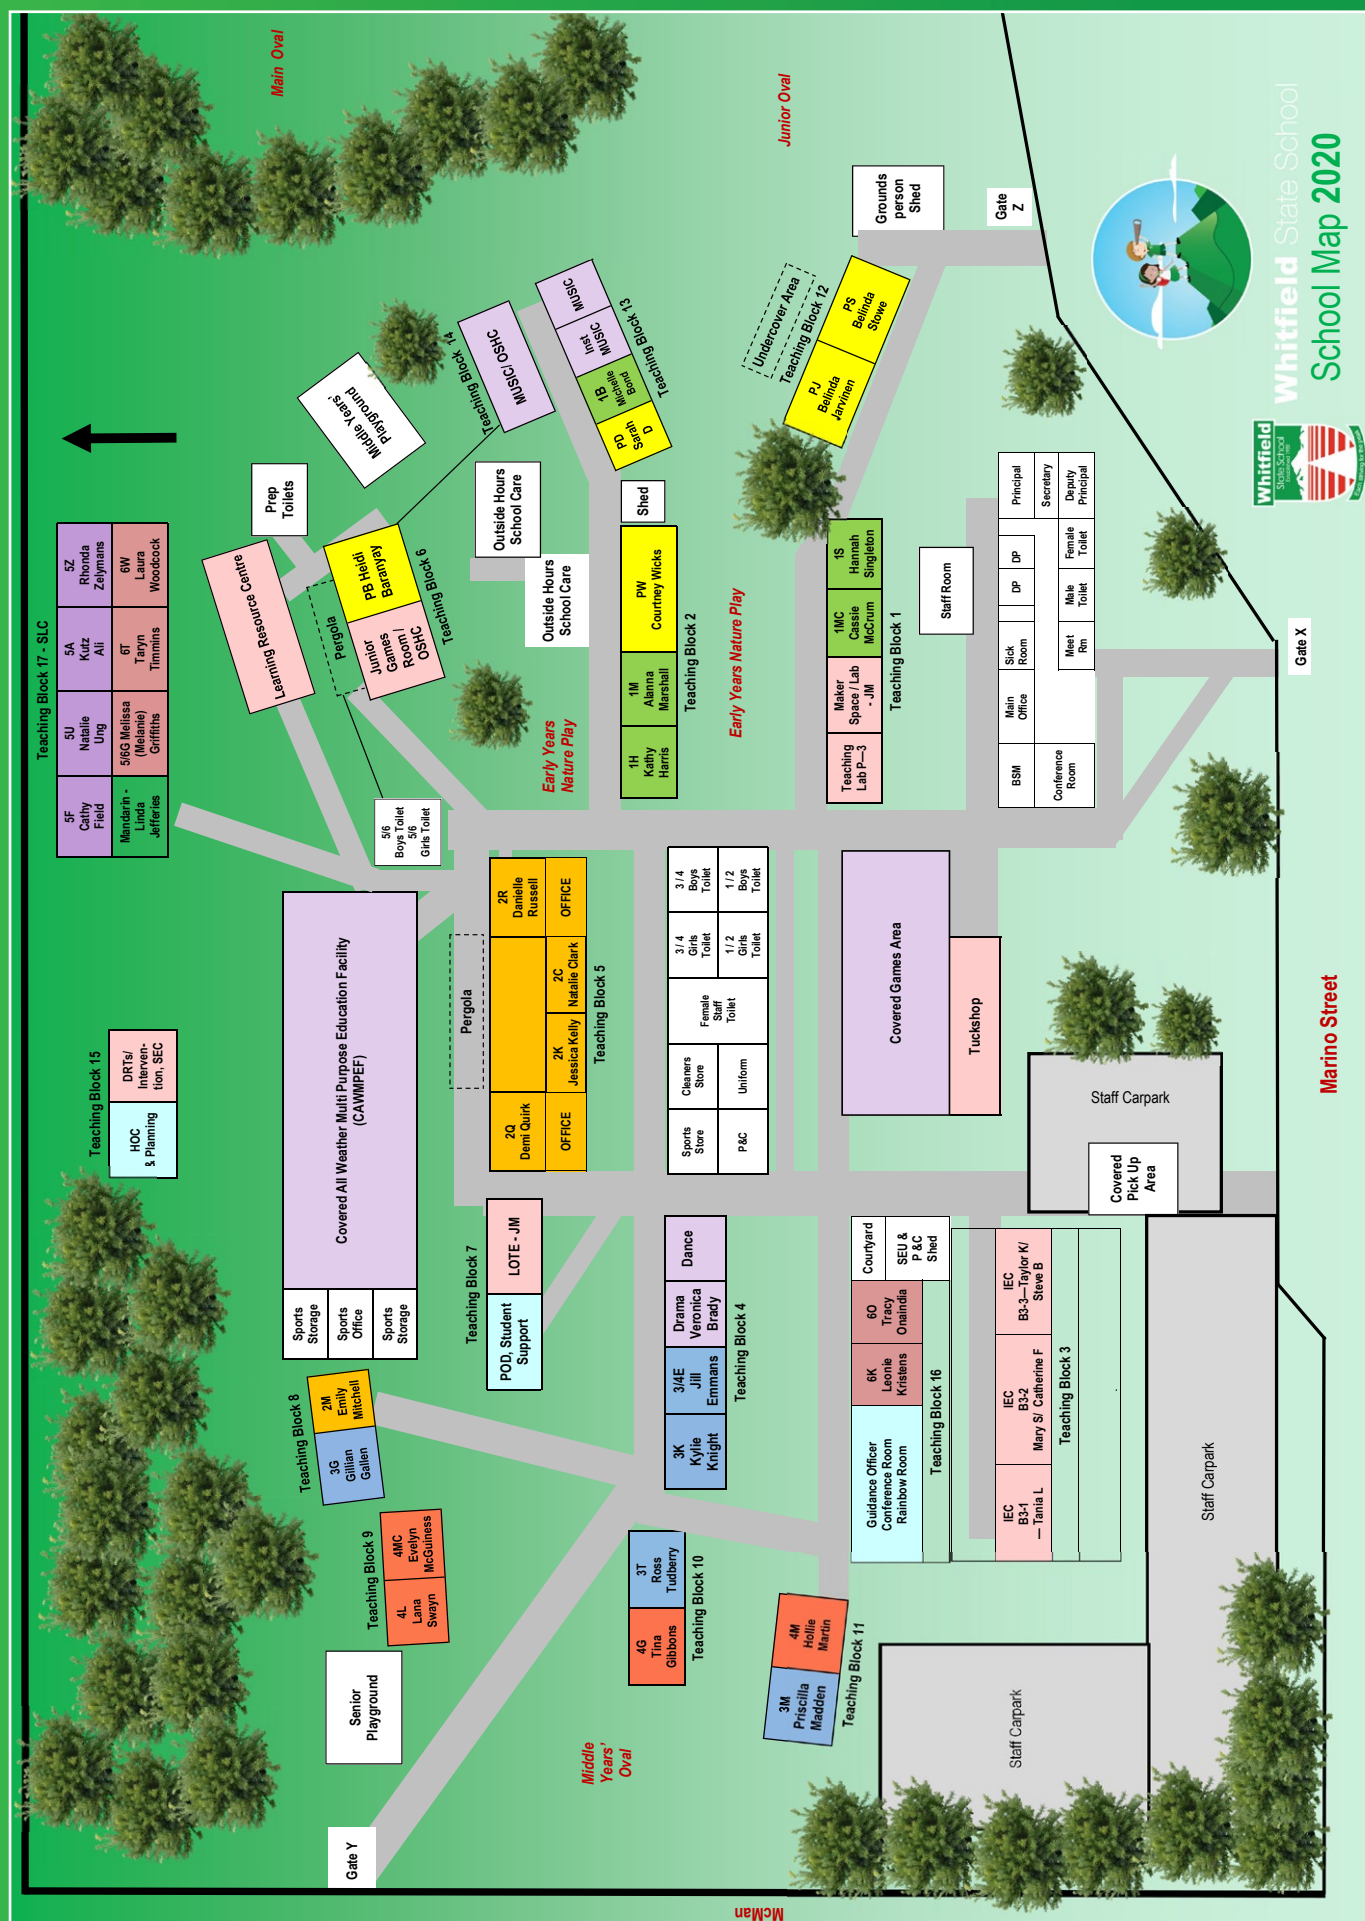 Main Oval
Junior Oval
Whitfield State School
School Map 2020
Whitfield
State School
Teaching Block 17 - SLC
5F
Cathy
Field
5U
Natalie
Ung
5A
Kutz
Ali
5Z
Rhonda
Zelymans
Mandarin -
Linda
Jefferies
5/6G Melissa
(Melanie)
Griffiths
6T
Taryn
Timmins
6W
Laura
Woodcock
Teaching Block 15
HOC
& Planning
DRTs/
Interven-
tion, SEC
Learning Resource Centre
Prep
Toilets
Middle Years'
Playground
Pergola
Junior
Games
Room /
OSHC
PB Heidi
Baranyay
Teaching Block 6
Teaching Block 14
MUSIC/ OSHC
Outside Hours
School Care
Outside Hours
School Care
PD
Sarah
D
1B
Michelle
Bond
Inst
MUSIC
MUSIC
Teaching Block 13
Undercover Area
Teaching Block 12
PJ
Belinda
Jarvinen
PS
Belinda
Stowe
Grounds
person
Shed
Gate
Z
5/6
Boys Toilet
5/6
Girls Toilet
Early Years
Nature Play
Shed
1H
Kathy
Harris
1M
Alanna
Marshall
PW
Courtney Wicks
Teaching Block 2
Early Years Nature Play
Teaching
Lab P—3
Maker
Space / Lab
- JM
1MC
Cassie
McCrum
1S
Hannah
Singleton
Teaching Block 1
Staff Room
BSM
Main
Office
Sick
Room
DP
DP
Principal
Secretary
Conference
Room
Meet
Rm
Male
Toilet
Female
Toilet
Deputy
Principal
Gate X
Sports
Storage
Sports
Office
Sports
Storage
Covered All Weather Multi Purpose Education Facility
(CAWMPEF)
Pergola
2Q
Demi Quirk
2R
Danielle
Russell
OFFICE
2K
Jessica Kelly
2C
Natalie Clark
OFFICE
Teaching Block 5
Sports
Store
Cleaners
Store
Female
Staff
Toilet
3 / 4
Girls
Toilet
3 / 4
Boys
Toilet
P&C
Uniform
1 / 2
Girls
Toilet
1 / 2
Boys
Toilet
Covered Games Area
Tuckshop
Staff Carpark
Covered
Pick Up
Area
Marino Street
Teaching Block 7
POD, Student
Support
LOTE - JM
Teaching Block 8
3G
Gillian
Gallen
2M
Emily
Mitchell
Teaching Block 9
4L
Lana
Swayn
4MC
Evelyn
McGuiness
3K
Kylie
Knight
3/4E
Jill
Emmans
Drama
Veronica
Brady
Dance
Teaching Block 4
Guidance Officer
Conference Room
Rainbow Room
6K
Leonie
Kristens
6O
Tracy
Onaindia
Courtyard
SEU &
P &C
Shed
Teaching Block 16
IEC
B3-1
— Tania L
IEC
B3-2
Mary S/ Catherine F
IEC
B3-3—Taylor K/
Steve B
Teaching Block 3
Staff Carpark
Senior
Playground
4G
Tina
Gibbons
3T
Ross
Tudberry
Teaching Block 10
3M
Priscilla
Madden
4M
Hollie
Martin
Teaching Block 11
Middle
Years'
Oval
Staff Carpark
Gate Y
McMan